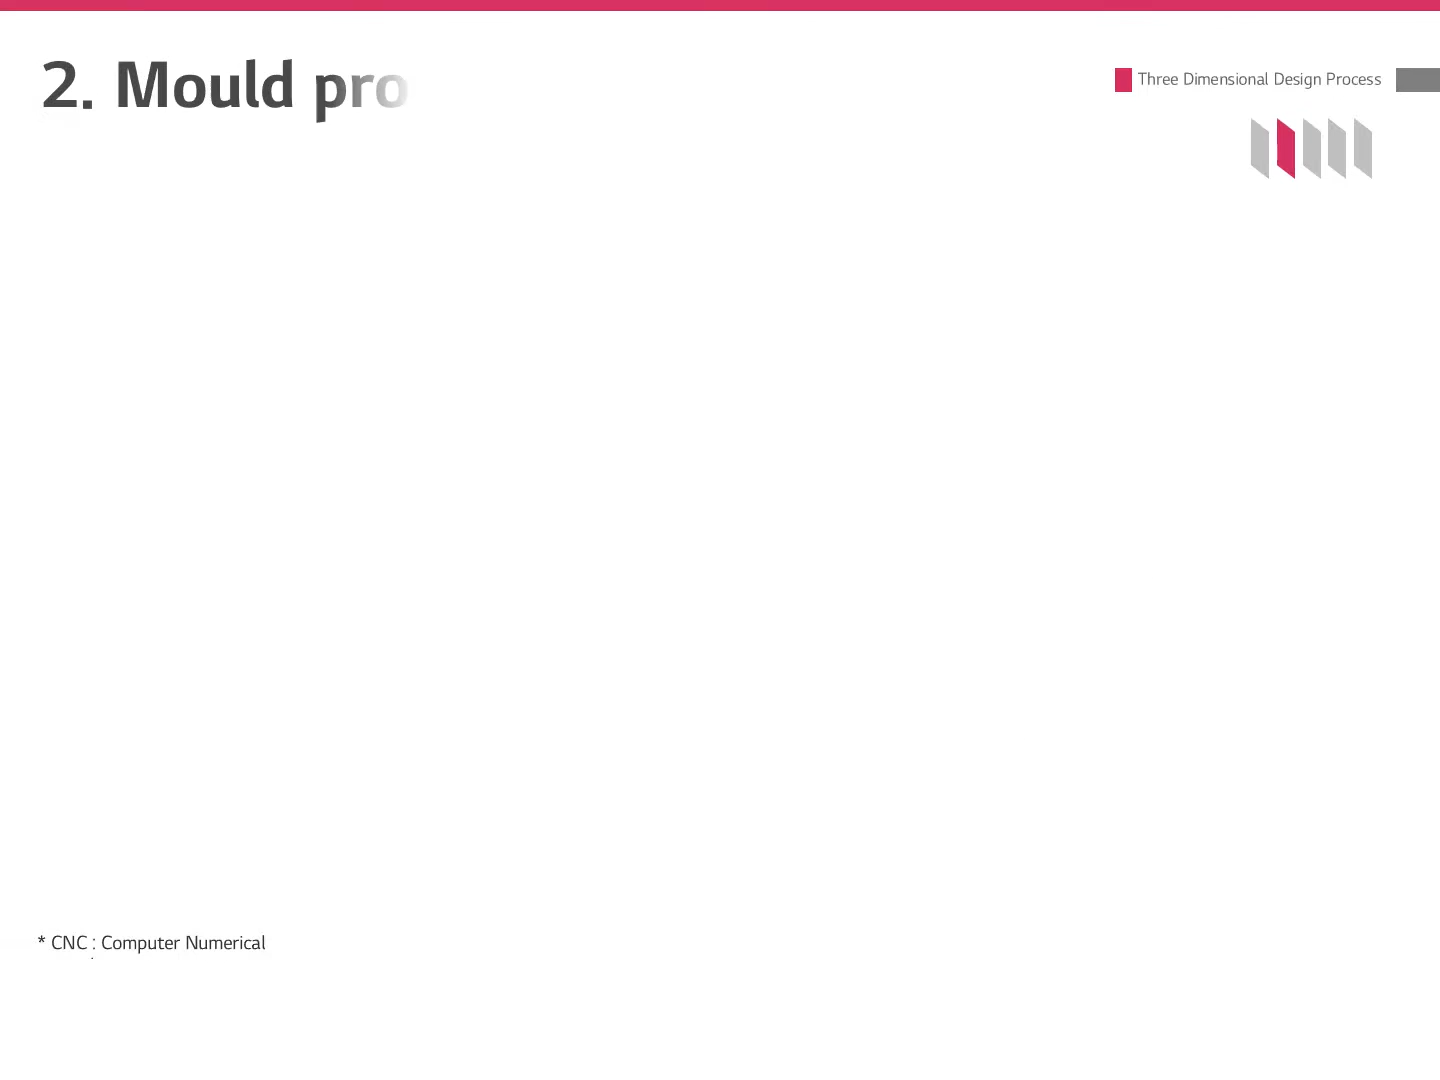 2. Mould pro
Three Dimensional Design Process
* CNC : Computer Numerical